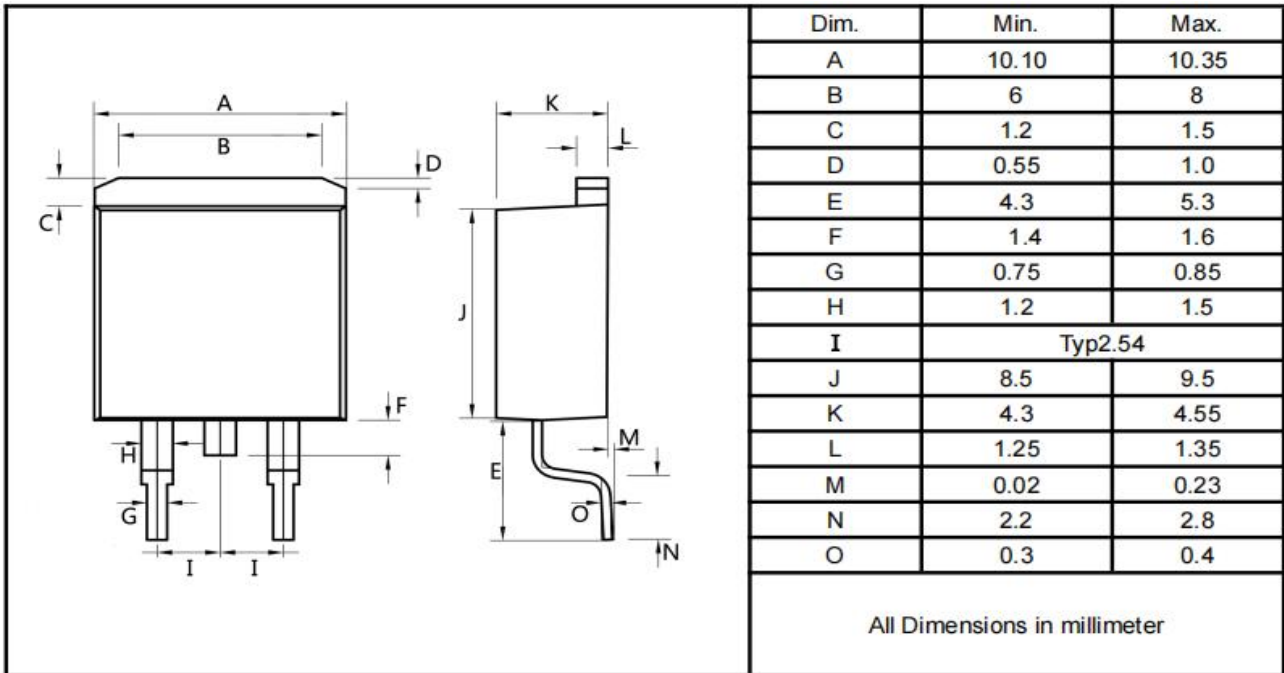 A
B
C
D
K
L
J
F
H
G
I I
E
M
O
N
Dim. Min. Max.
A 10.10 10.35
B 6 8
C 1.2 1.5
D 0.55 1.0
E 4.3 5.3
F 1.4 1.6
G 0.75 0.85
H 1.2 1.5
I Typ2.54
J 8.5 9.5
K 4.3 4.55
L 1.25 1.35
M 0.02 0.23
N 2.2 2.8
O 0.3 0.4
All Dimensions in millimeter